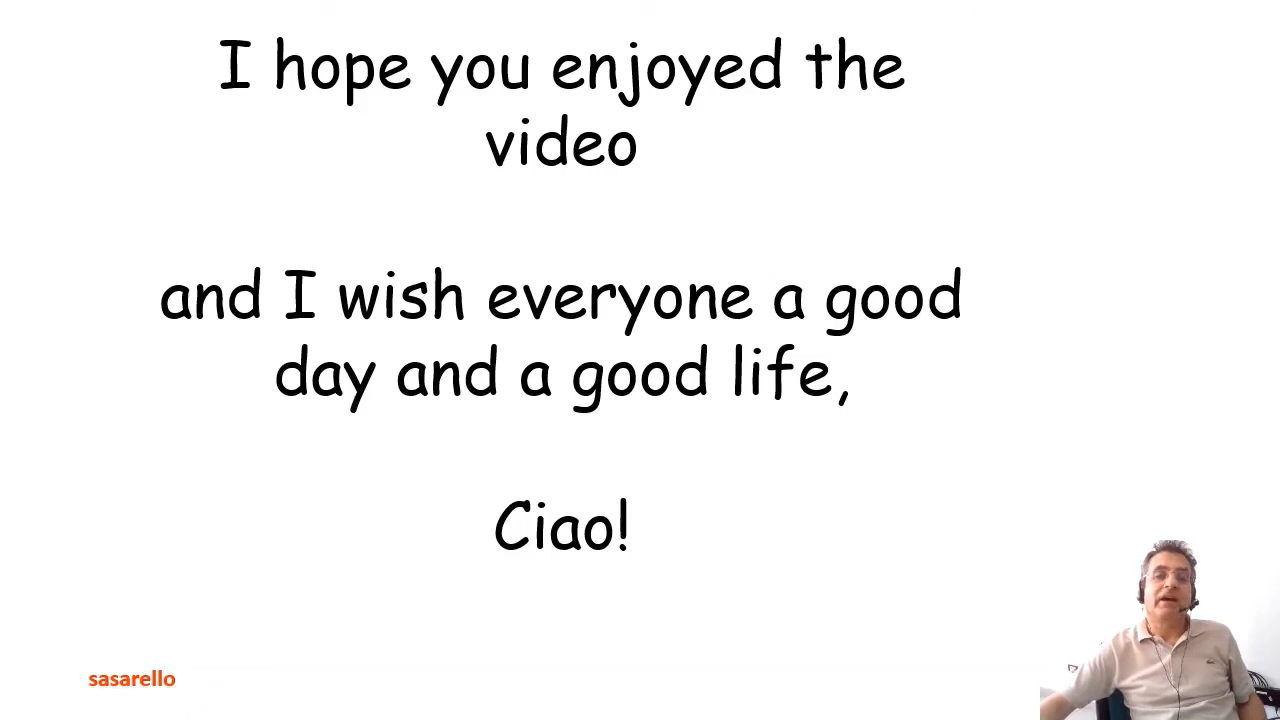 I hope you enjoyed the
video
and I wish everyone a good
day and a good life,
Ciao!
sasarello